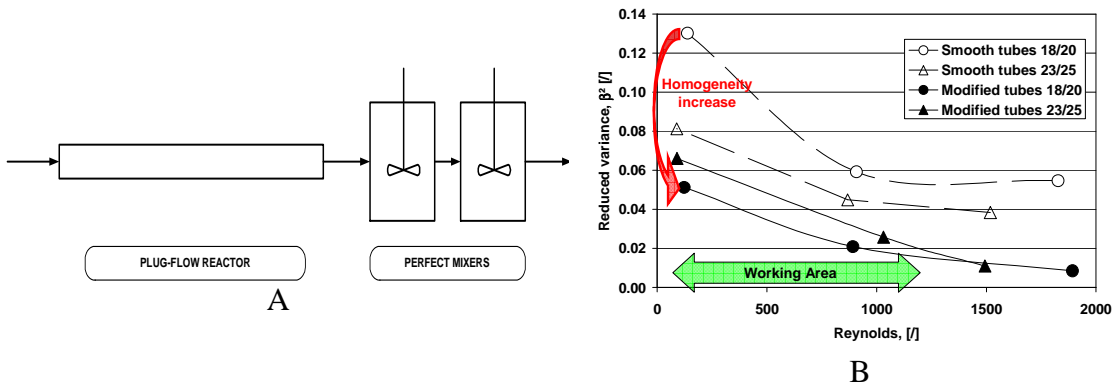 PLUG-FLOW REACTOR
PERFECT MIXERS
A
0.14
0.12
0.10
0.08
0.06
0.04
0.02
0.00
Reduced variance, β² [/]
Smooth tubes 18/20
Smooth tubes 23/25
Modified tubes 18/20
Modified tubes 23/25
Homogeneity
increase
Working Area
0
500
1000
1500
2000
Reynolds, [/]
B